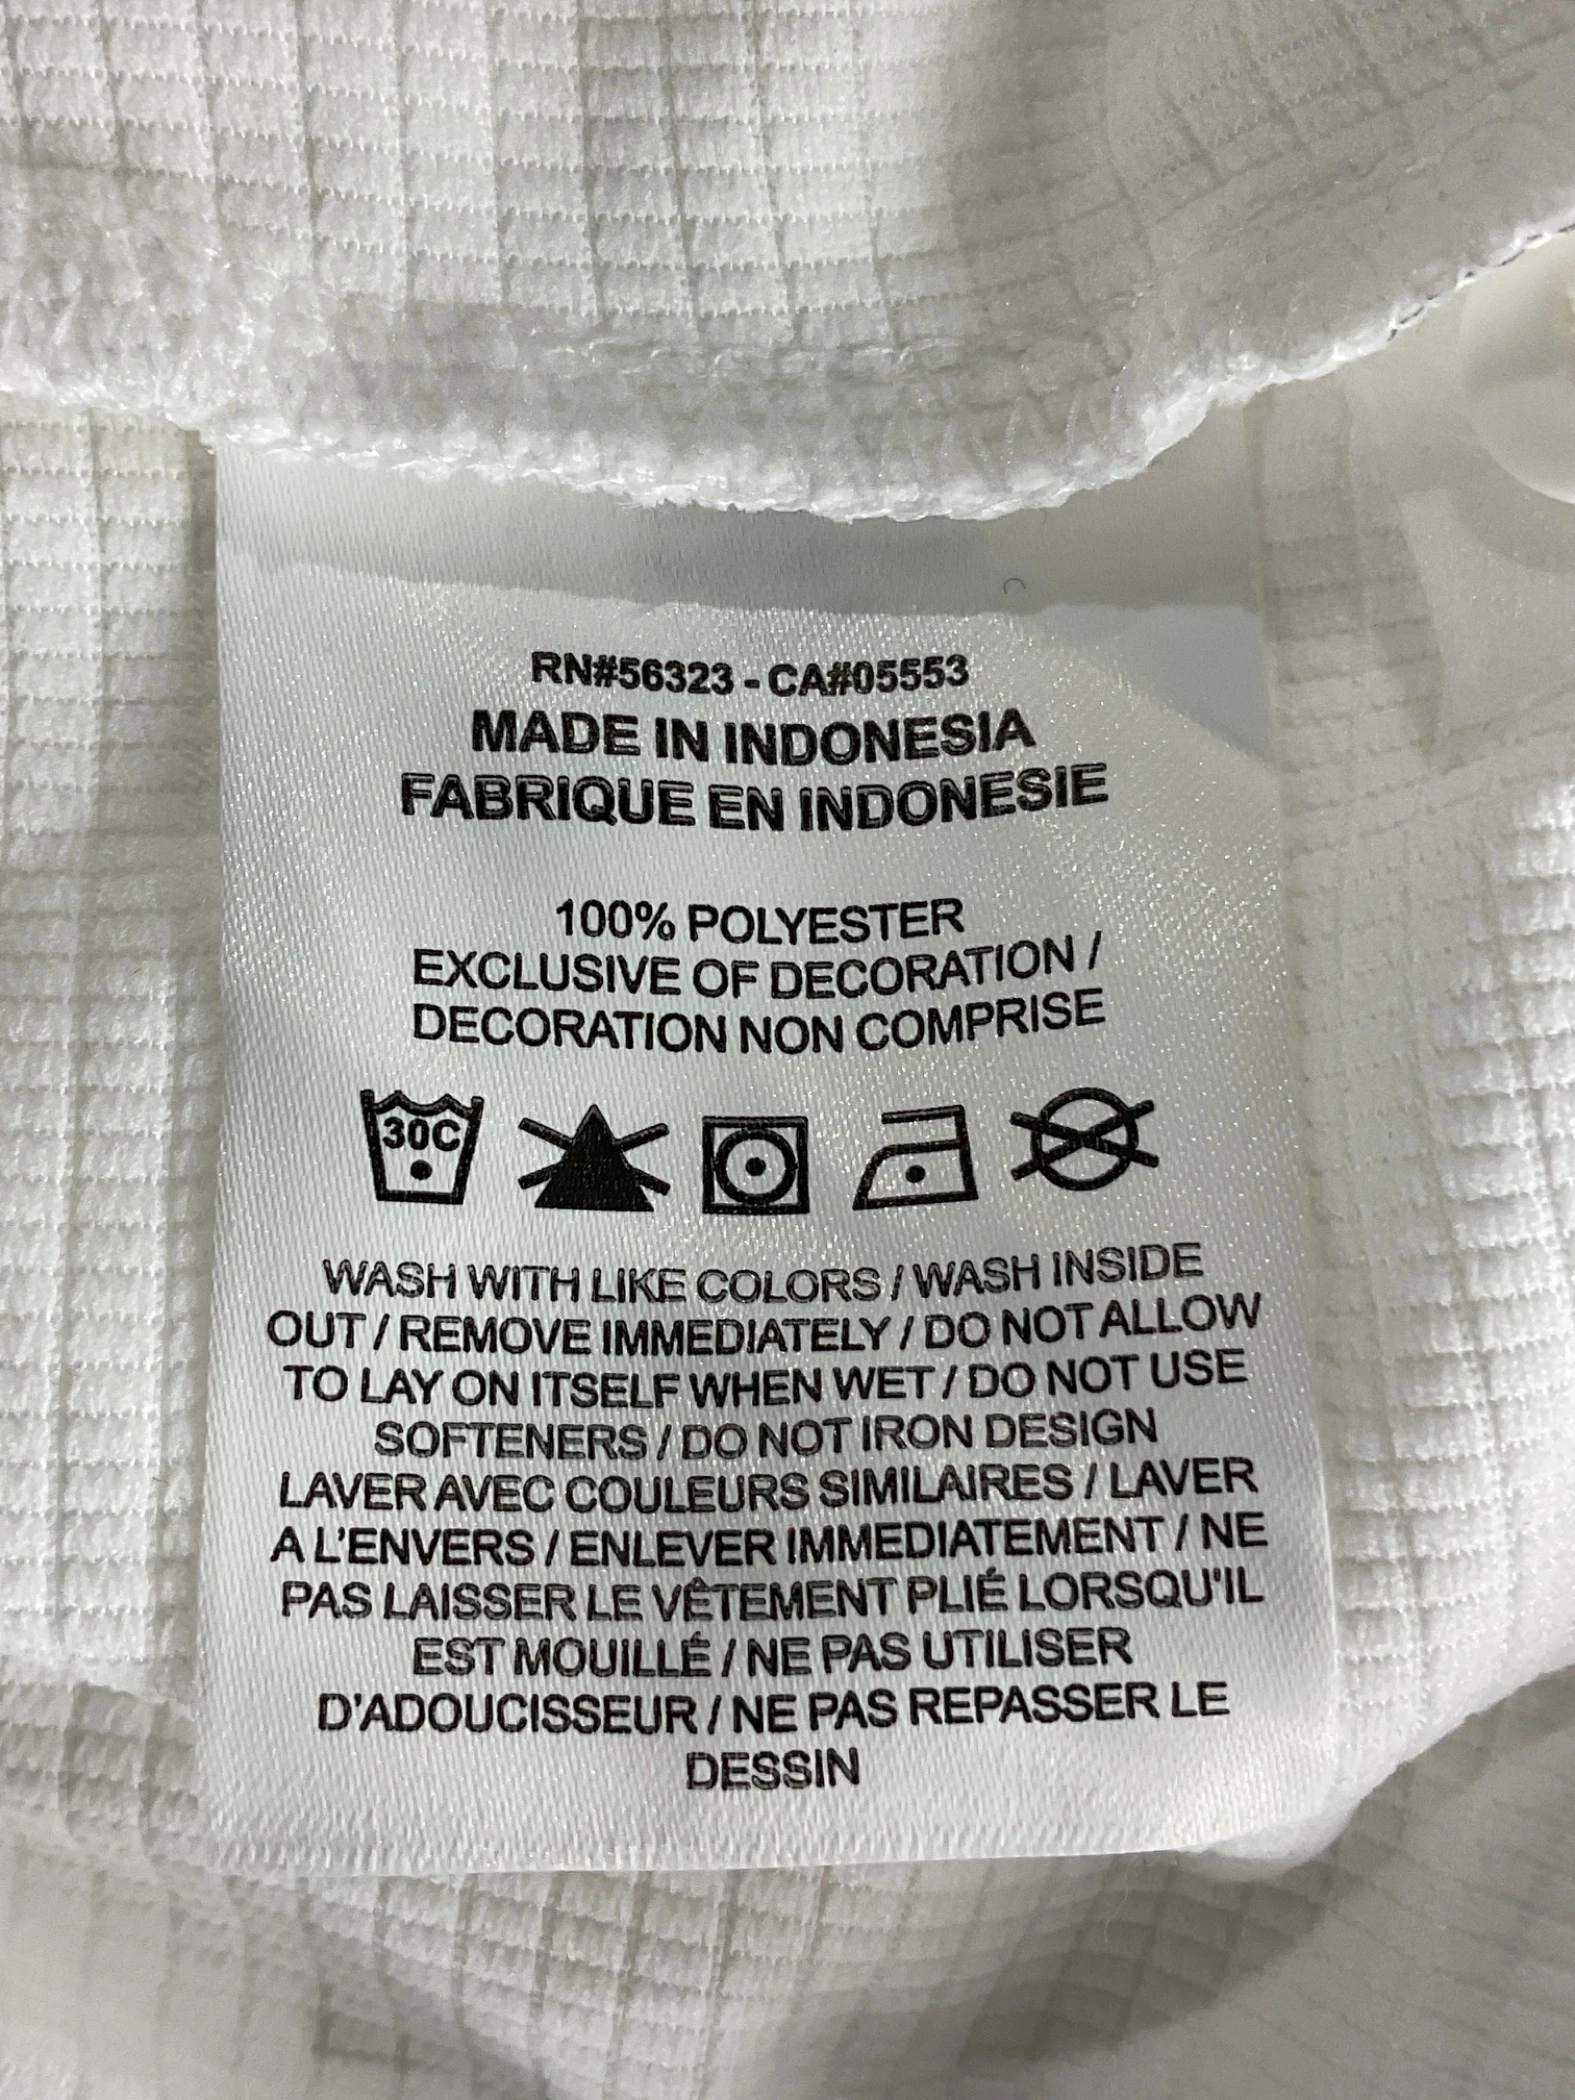 RN#56323 - CA#05553
MADE IN INDONESIA
FABRIQUE EN INDONESIE
100% POLYESTER
EXCLUSIVE OF DECORATION /
DECORATION NON COMPRISE
30C
WASH WITH LIKE COLORS / WASH INSIDE
OUT / REMOVE IMMEDIATELY / DO NOT ALLOW
TO LAY ON ITSELF WHEN WET / DO NOT USE
SOFTENERS / DO NOT IRON DESIGN
LAVER AVEC COULEURS SIMILAIRES / LAVER
A L'ENVERS / ENLEVER IMMEDIATEMENT / NE
PAS LAISSER LE VÊTEMENT PLIÉ LORSQU'IL
EST MOUILLÉ / NE PAS UTILISER
D'ADOUCISSEUR / NE PAS REPASSER LE
DESSIN